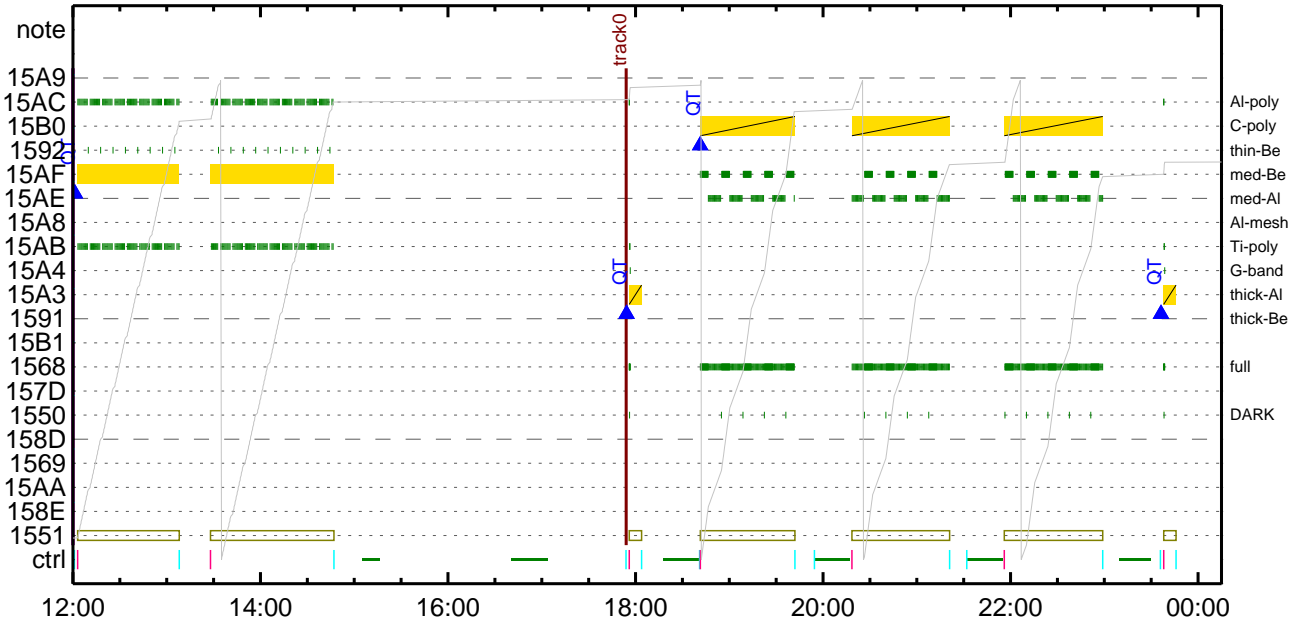 note
track0
15A9
15AC
Al-poly
QT
15B0
C-poly
1592
thin-Be
QT
15AF
med-Be
15AE
med-Al
15A8
Al-mesh
15AB
Ti-poly
15A4
G-band
QT
QT
15A3
thick-Al
1591
thick-Be
15B1
1568
full
157D
1550
DARK
158D
1569
15AA
158E
1551
ctrl
12:00 14:00 16:00 18:00 20:00 22:00 00:00